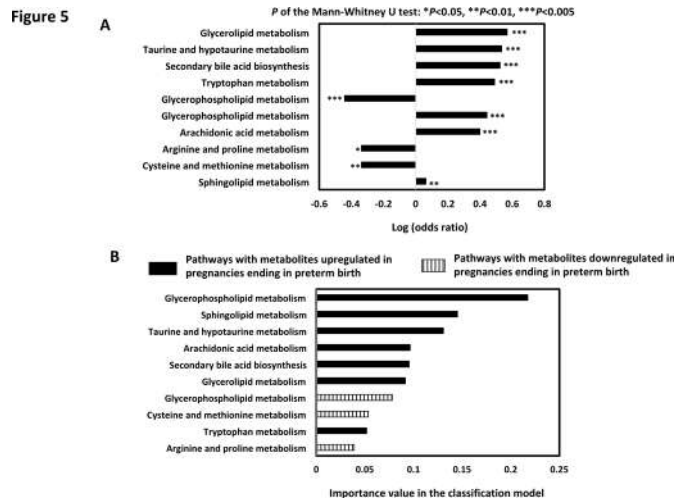 Figure 5
P of the Mann-Whitney U test: *P<0.05, **P<0.01, ***P<0.005
A
Glycerolipid metabolism
***
Taurine and hypotaurine metabolism
***
Secondary bile acid biosynthesis
***
Tryptophan metabolism
***
Glycerophospholipid metabolism
***
Glycerophospholipid metabolism
***
Arachidonic acid metabolism
***
Arginine and proline metabolism
*
Cysteine and methionine metabolism
**
Sphingolipid metabolism
**
-0.6 -0.4 -0.2 0 0.2 0.4 0.6 0.8
Log (odds ratio)
B
Pathways with metabolites upregulated in
pregnancies ending in preterm birth
Pathways with metabolites downregulated in
pregnancies ending in preterm birth
Glycerophospholipid metabolism
Sphingolipid metabolism
Taurine and hypotaurine metabolism
Arachidonic acid metabolism
Secondary bile acid biosynthesis
Glycerolipid metabolism
Glycerophospholipid metabolism
Cysteine and methionine metabolism
Tryptophan metabolism
Arginine and proline metabolism
0 0.05 0.1 0.15 0.2 0.25
Importance value in the classification model